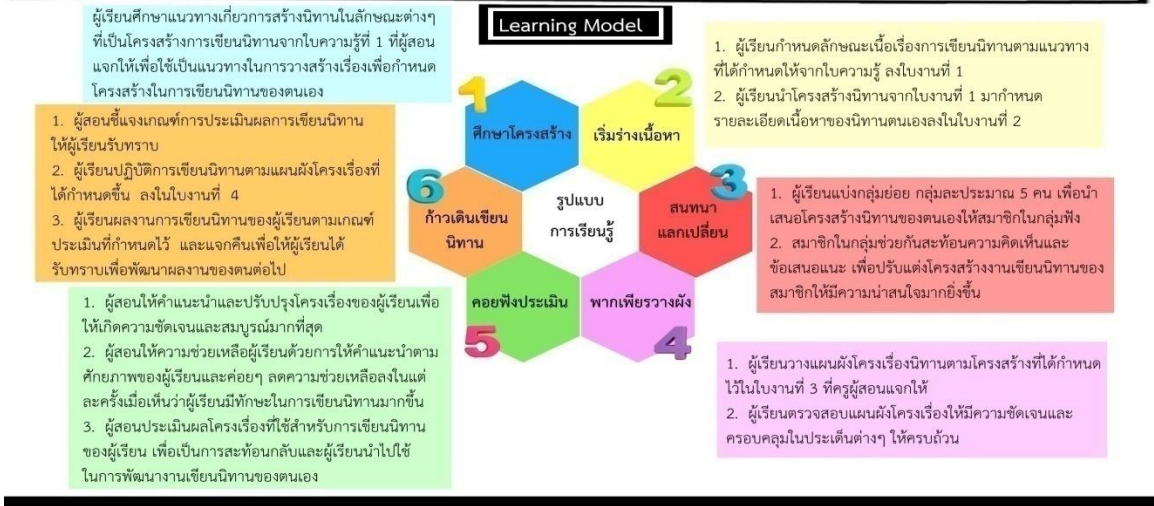 Learning Model
1
ผู้เรียนศึกษาแนวทางเกี่ยวการสร้างนิทานในลักษณะต่างๆ
ที่เป็นโครงสร้างการเขียนนิทานจากใบความรู้ที่ 1 ที่ผู้สอน
แจกให้เพื่อใช้เป็นแนวทางในการวางสร้างเรื่องเพื่อกำหนด
โครงสร้างในการเขียนนิทานของตนเอง
ศึกษาโครงสร้าง
2
เริ่มร่างเนื้อหา
1. ผู้เรียนกำหนดลักษณะเนื้อเรื่องการเขียนนิทานตามแนวทาง
ที่ได้กำหนดให้จากใบความรู้ ลงใบงานที่ 1
2. ผู้เรียนนำโครงสร้างนิทานจากใบงานที่ 1 มากำหนด
รายละเอียดเนื้อหาของนิทานตนเองลงในใบงานที่ 2
3
สนทนา
แลกเปลี่ยน
1. ผู้เรียนแบ่งกลุ่มย่อย กลุ่มละประมาณ 5 คน เพื่อนำ
เสนอโครงสร้างนิทานของตนเองให้สมาชิกในกลุ่มฟัง
2. สมาชิกในกลุ่มช่วยกันสะท้อนความคิดเห็นและ
ข้อเสนอแนะ เพื่อปรับแต่งโครงสร้างงานเขียนนิทานของ
สมาชิกให้มีความน่าสนใจมากยิ่งขึ้น
รูปแบบ
การเรียนรู้
4
พากเพียรวางผัง
1. ผู้เรียนวางแผนผังโครงเรื่องนิทานตามโครงสร้างที่ได้กำหนด
ไว้ในใบงานที่ 3 ที่ครูผู้สอนแจกให้
2. ผู้เรียนตรวจสอบแผนผังโครงเรื่องให้มีความชัดเจนและ
ครอบคลุมในประเด็นต่างๆ ให้ครบถ้วน
5
คอยฟังประเมิน
1. ผู้สอนให้คำแนะนำและปรับปรุงโครงเรื่องของผู้เรียนเพื่อ
ให้เกิดความชัดเจนและสมบูรณ์มากที่สุด
2. ผู้สอนให้ความช่วยเหลือผู้เรียนด้วยการให้คำแนะนำตาม
ศักยภาพของผู้เรียนและค่อยๆ ลดความช่วยเหลือลงในแต่
ละครั้งเมื่อเห็นว่าผู้เรียนมีทักษะในการเขียนนิทานมากขึ้น
3. ผู้สอนประเมินผลโครงเรื่องที่ใช้สำหรับการเขียนนิทาน
ของผู้เรียน เพื่อเป็นการสะท้อนกลับและผู้เรียนนำไปใช้
ในการพัฒนางานเขียนนิทานของตนเอง
6
ก้าวเดินเขียน
นิทาน
1. ผู้สอนชี้แจงเกณฑ์การประเมินผลการเขียนนิทาน
ให้ผู้เรียนรับทราบ
2. ผู้เรียนปฏิบัติการเขียนนิทานตามแผนผังโครงเรื่องที่
ได้กำหนดขึ้น ลงในใบงานที่ 4
3. ผู้เรียนผลงานการเขียนนิทานของผู้เรียนตามเกณฑ์
ประเมินที่กำหนดไว้ และแจกคืนเพื่อให้ผู้เรียนได้
รับทราบเพื่อพัฒนาผลงานของตนต่อไป